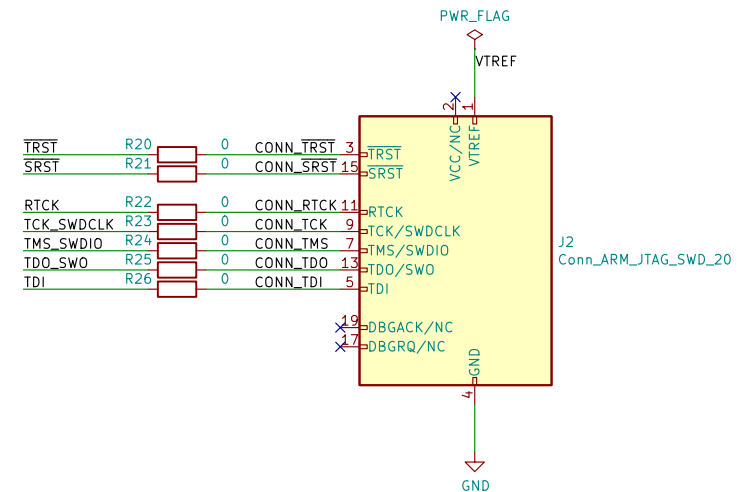 PWR_FLAG
VTREF
2
1
TRST R20 0 CONN_TRST 3 TRST
SRST R21 0 CONN_SRST 15 SRST
VCC/NC
VTREF
RTCK R22 0 CONN_RTCK 11 RTCK
TCK_SWDCLK R23 0 CONN_TCK 9 TCK/SWDCLK
TMS_SWDIO R24 0 CONN_TMS 7 TMS/SWDIO
TDO_SWO R25 0 CONN_TDO 13 TDO/SWO
TDI R26 0 CONN_TDI 5 TDI
J2
Conn_ARM_JTAG_SWD_20
19 DBGACK/NC
17 DBGRQ/NC
GND
4
GND